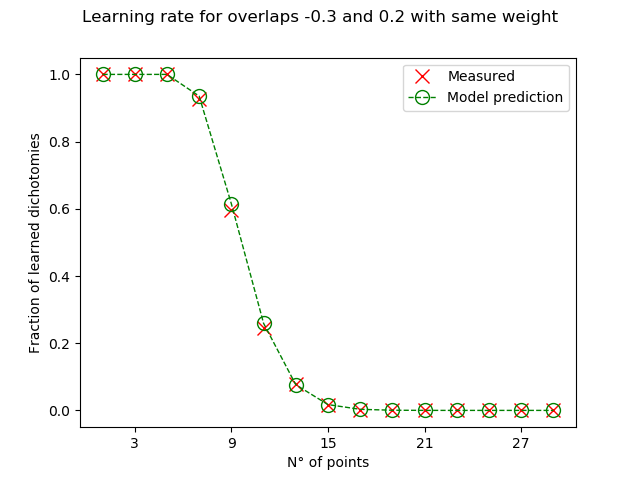 Learning rate for overlaps -0.3 and 0.2 with same weight
Measured
Model prediction
1.0
0.8
0.6
0.4
0.2
0.0
Fraction of learned dichotomies
3 9 15 21 27
N° of points